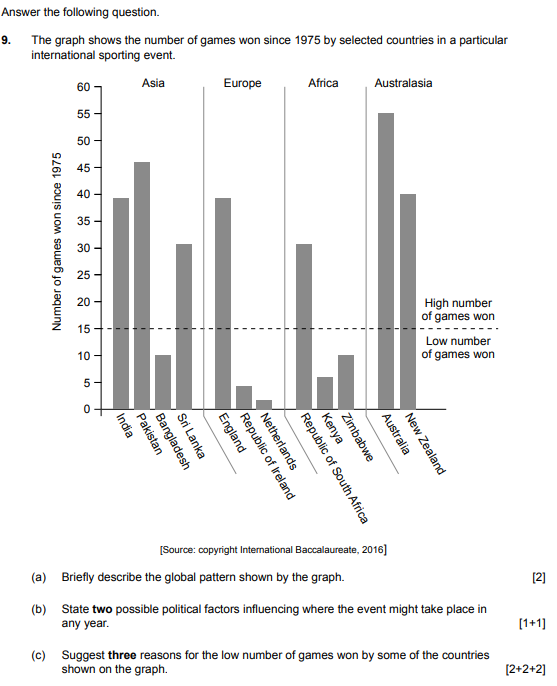 Answer the following question.
9. The graph shows the number of games won since 1975 by selected countries in a particular
international sporting event.
Asia Europe Africa Australasia
Number of games won since 1975
60
55
50
45
40
35
30
25
20
15
10
5
0
High number
of games won
Low number
of games won
India
Pakistan
Bangladesh
Sri Lanka
England
Republic of Ireland
Netherlands
Republic of South Africa
Kenya
Zimbabwe
Australia
New Zealand
[Source: copyright International Baccalaureate, 2016]
(a) Briefly describe the global pattern shown by the graph. [2]
(b) State two possible political factors influencing where the event might take place in
any year. [1+1]
(c) Suggest three reasons for the low number of games won by some of the countries
shown on the graph. [2+2+2]